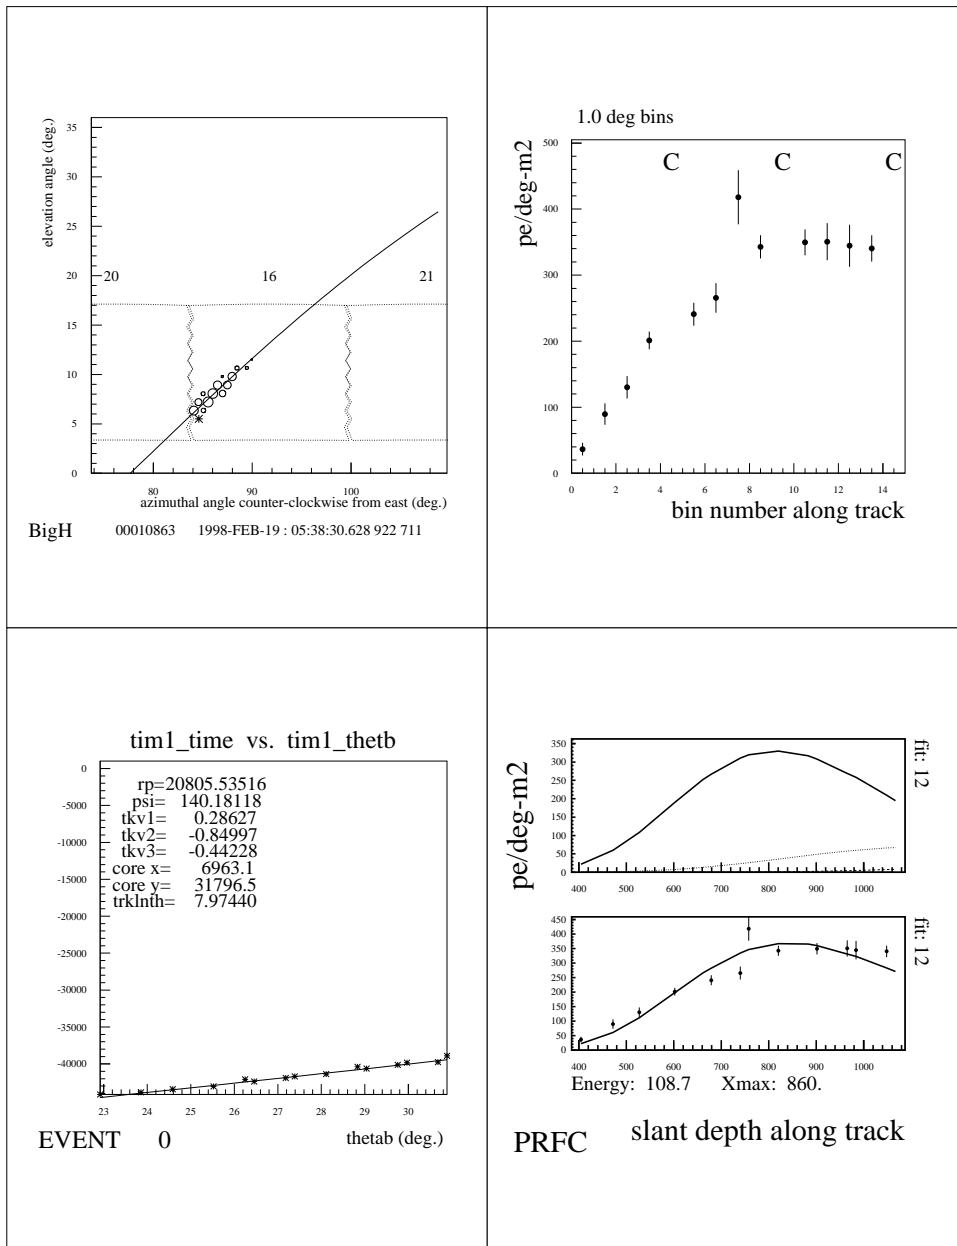 35
30
25
20
15
10
5
0
elevation angle (deg.)
20 16 21
80 90 100
azimuthal angle counter-clockwise from east (deg.)
BigH 00010863 1998-FEB-19 : 05:38:30.628 922 711
1.0 deg bins
500
400
300
200
100
0
pe/deg-m2
C C C
0 2 4 6 8 10 12 14
bin number along track
tim1_time vs. tim1_thetb
0
-5000
-10000
-15000
-20000
-25000
-30000
-35000
-40000
rp=20805.53516
psi= 140.18118
tkv1= 0.28627
tkv2= -0.84997
tkv3= -0.44228
core x= 6963.1
core y= 31796.5
trklnth= 7.97440
23 24 25 26 27 28 29 30
EVENT 0 thetab (deg.)
350
300
250
200
150
100
50
0
pe/deg-m2
fit: 12
400 500 600 700 800 900 1000
450
400
350
300
250
200
150
100
50
0
fit: 12
400 500 600 700 800 900 1000
Energy: 108.7 Xmax: 860.
PRFC slant depth along track